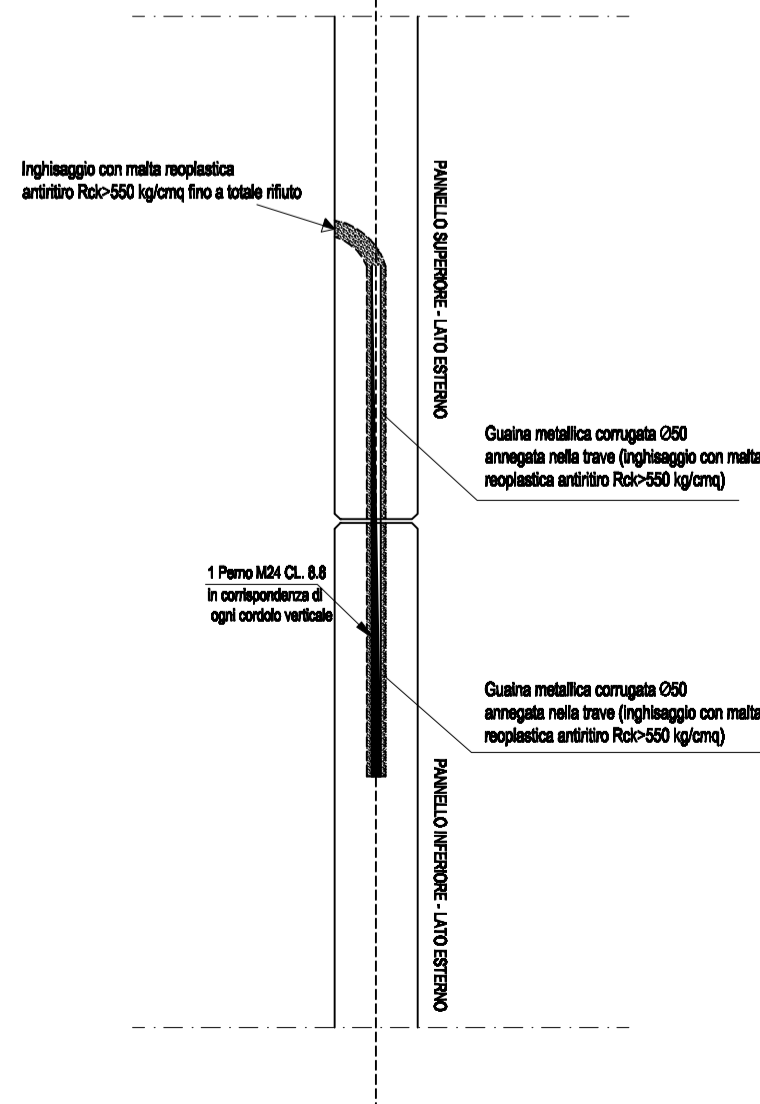 Inghisaggio con malta reoplastica
antiritiro Rck>550 kg/cmq fino a totale rifiuto
PANNELLO SUPERIORE - LATO ESTERNO
Guaina metallica corrugata Ø50
annegata nella trave (inghisaggio con malta
reoplastica antiritiro Rck>550 kg/cmq)
1 Perno M24 CL. 8.8
in corrispondenza di
ogni cordolo verticale
Guaina metallica corrugata Ø50
annegata nella trave (inghisaggio con malta
reoplastica antiritiro Rck>550 kg/cmq)
PANNELLO INFERIORE - LATO ESTERNO